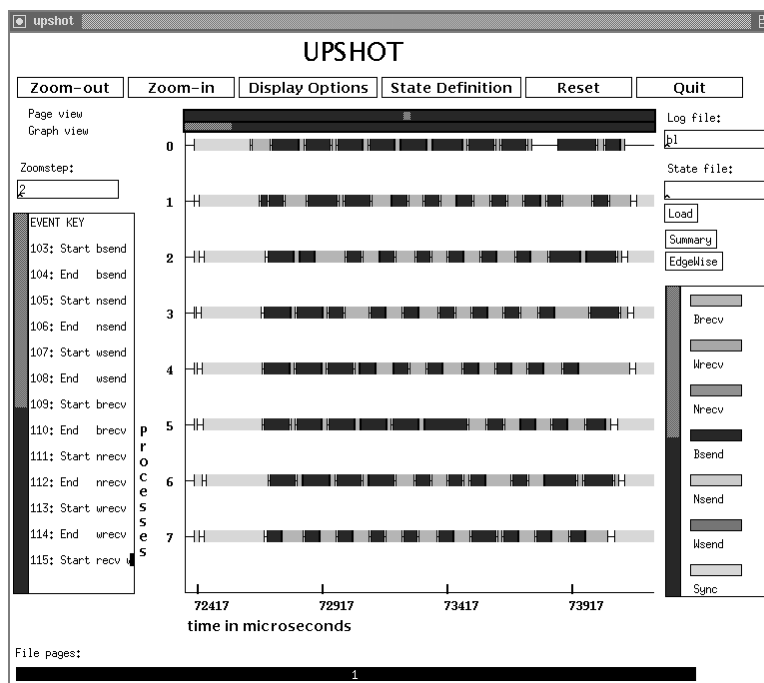 upshot
UPSHOT
Zoom-out Zoom-in Display Options State Definition Reset Quit
Page view
Graph view
Zoomstep:
2
EVENT KEY
103: Start bsend
104: End bsend
105: Start nsend
106: End nsend
107: Start wsend
108: End wsend
109: Start brecv
110: End brecv
111: Start nrecv
112: End nrecv
113: Start wrecv
114: End wrecv
115: Start recv w
processes
0
1
2
3
4
5
6
7
72417 72917 73417 73917
time in microseconds
Log file:
bl
State file:
Load
Summary
EdgeWise
Brecv
Wrecv
Nrecv
Bsend
Nsend
Wsend
Sync
File pages:
1